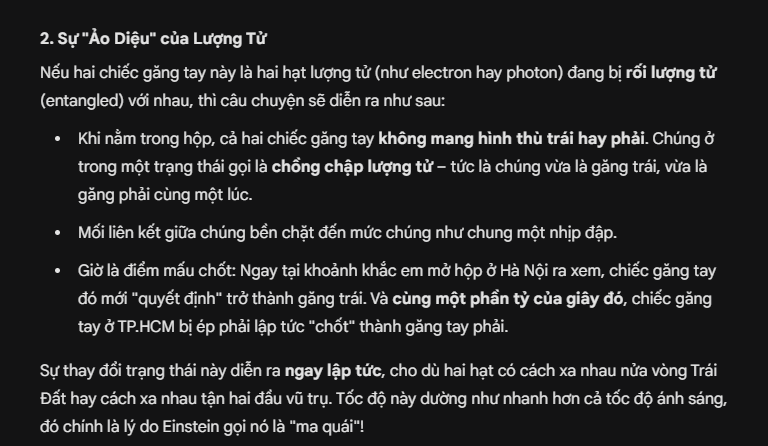 2. Sự "Ảo Diệu" của Lượng Tử
Nếu hai chiếc găng tay này là hai hạt lượng tử (như electron hay photon) đang bị rối lượng tử
(entangled) với nhau, thì câu chuyện sẽ diễn ra như sau:
• Khi nằm trong hộp, cả hai chiếc găng tay không mang hình thù trái hay phải. Chúng ở
trong một trạng thái gọi là chồng chập lượng tử – tức là chúng vừa là găng trái, vừa là
găng phải cùng một lúc.
• Mối liên kết giữa chúng bền chặt đến mức chúng như chung một nhịp đập.
• Giờ là điểm mấu chốt: Ngay tại khoảnh khắc em mở hộp ở Hà Nội ra xem, chiếc găng tay
đó mới "quyết định" trở thành găng trái. Và cùng một phần tỷ của giây đó, chiếc găng
tay ở TP.HCM bị ép phải lập tức "chốt" thành găng tay phải.
Sự thay đổi trạng thái này diễn ra ngay lập tức, cho dù hai hạt có cách xa nhau nửa vòng Trái
Đất hay cách xa nhau tận hai đầu vũ trụ. Tốc độ này dường như nhanh hơn cả tốc độ ánh sáng,
đó chính là lý do Einstein gọi nó là "ma quái"!